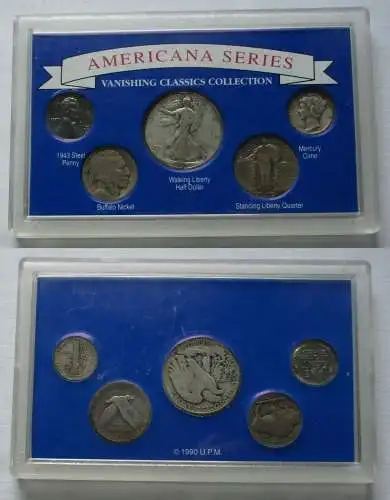 AMERICANA SERIES
VANISHING CLASSICS COLLECTION
1943 Steel
Penny
Buffalo Nickel
Walking Liberty
Half Dollar
Mercury
Dime
Standing Liberty Quarter
© 1990 U.P.M.